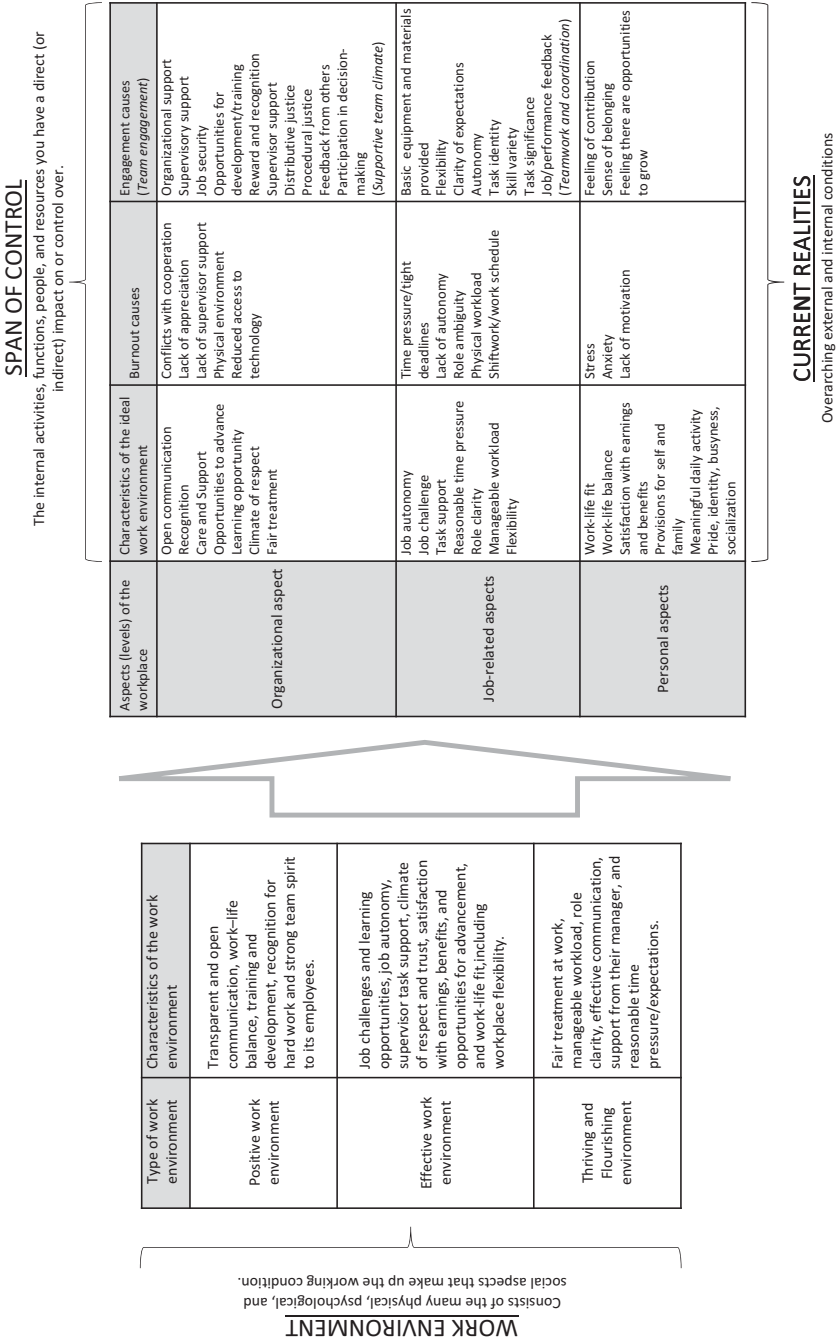 WORK ENVIRONMENT
Consists of the many physical, psychological, and
social aspects that make up the working condition.
Type of work
environment
Characteristics of the work
environment
Positive work
environment
Transparent and open
communication, work–life
balance, training and
development, recognition for
hard work and strong team spirit
to its employees.
Effective work
environment
Job challenges and learning
opportunities, job autonomy,
supervisor task support, climate
of respect and trust, satisfaction
with earnings, benefits, and
opportunities for advancement,
and work-life fit,including
workplace flexibility.
Thriving and
Flourishing
environment
Fair treatment at work,
manageable workload, role
clarity, effective communication,
support from their manager, and
reasonable time
pressure/expectations.
SPAN OF CONTROL
The internal activities, functions, people, and resources you have a direct (or
indirect) impact on or control over.
Aspects (levels) of the
workplace
Characteristics of the ideal
work environment
Burnout causes
Engagement causes
(Team engagement)
Organizational aspect
Open communication
Recognition
Care and Support
Opportunities to advance
Learning opportunity
Climate of respect
Fair treatment
Conflicts with cooperation
Lack of appreciation
Lack of supervisor support
Physical environment
Reduced access to
technology
Organizational support
Supervisory support
Job security
Opportunities for
development/training
Reward and recognition
Supervisor support
Distributive justice
Procedural justice
Feedback from others
Participation in decision-
making
(Supportive team climate)
Job-related aspects
Job autonomy
Job challenge
Task support
Reasonable time pressure
Role clarity
Manageable workload
Flexibility
Time pressure/tight
deadlines
Lack of autonomy
Role ambiguity
Physical workload
Shiftwork/work schedule
Basic equipment and materials
provided
Flexibility
Clarity of expectations
Autonomy
Task identity
Skill variety
Task significance
Job/performance feedback
(Teamwork and coordination)
Personal aspects
Work-life fit
Work-life balance
Satisfaction with earnings
and benefits
Provisions for self and
family
Meaningful daily activity
Pride, identity, busyness,
socialization
Stress
Anxiety
Lack of motivation
Feeling of contribution
Sense of belonging
Feeling there are opportunities
to grow
CURRENT REALITIES
Overarching external and internal conditions